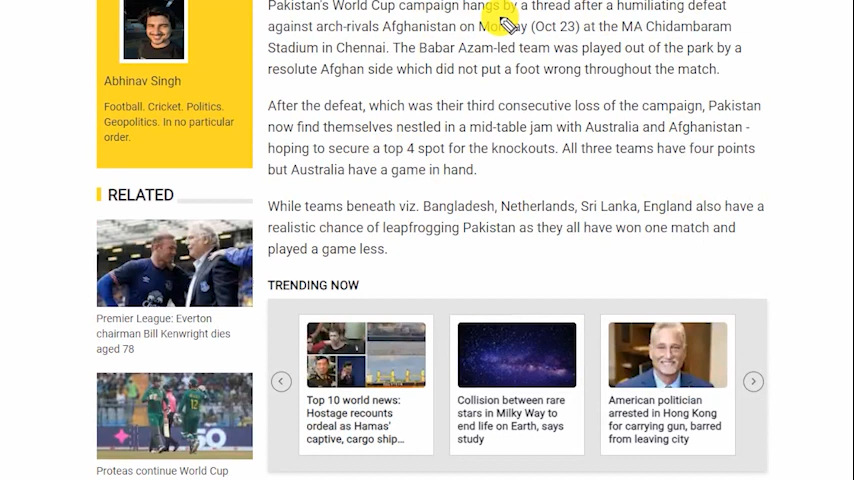 Pakistan's World Cup campaign hangs by a thread after a humiliating defeat
against arch-rivals Afghanistan on Monday (Oct 23) at the MA Chidambaram
Stadium in Chennai. The Babar Azam-led team was played out of the park by a
resolute Afghan side which did not put a foot wrong throughout the match.
After the defeat, which was their third consecutive loss of the campaign, Pakistan
now find themselves nestled in a mid-table jam with Australia and Afghanistan -
hoping to secure a top 4 spot for the knockouts. All three teams have four points
but Australia have a game in hand.
While teams beneath viz. Bangladesh, Netherlands, Sri Lanka, England also have a
realistic chance of leapfrogging Pakistan as they all have won one match and
played a game less.
Abhinav Singh
Football. Cricket. Politics.
Geopolitics. In no particular
order.
RELATED
Premier League: Everton
chairman Bill Kenwright dies
aged 78
Proteas continue World Cup
TRENDING NOW
Top 10 world news:
Hostage recounts
ordeal as Hamas'
captive, cargo ship...
Collision between rare
stars in Milky Way to
end life on Earth, says
study
American politician
arrested in Hong Kong
for carrying gun, barred
from leaving city